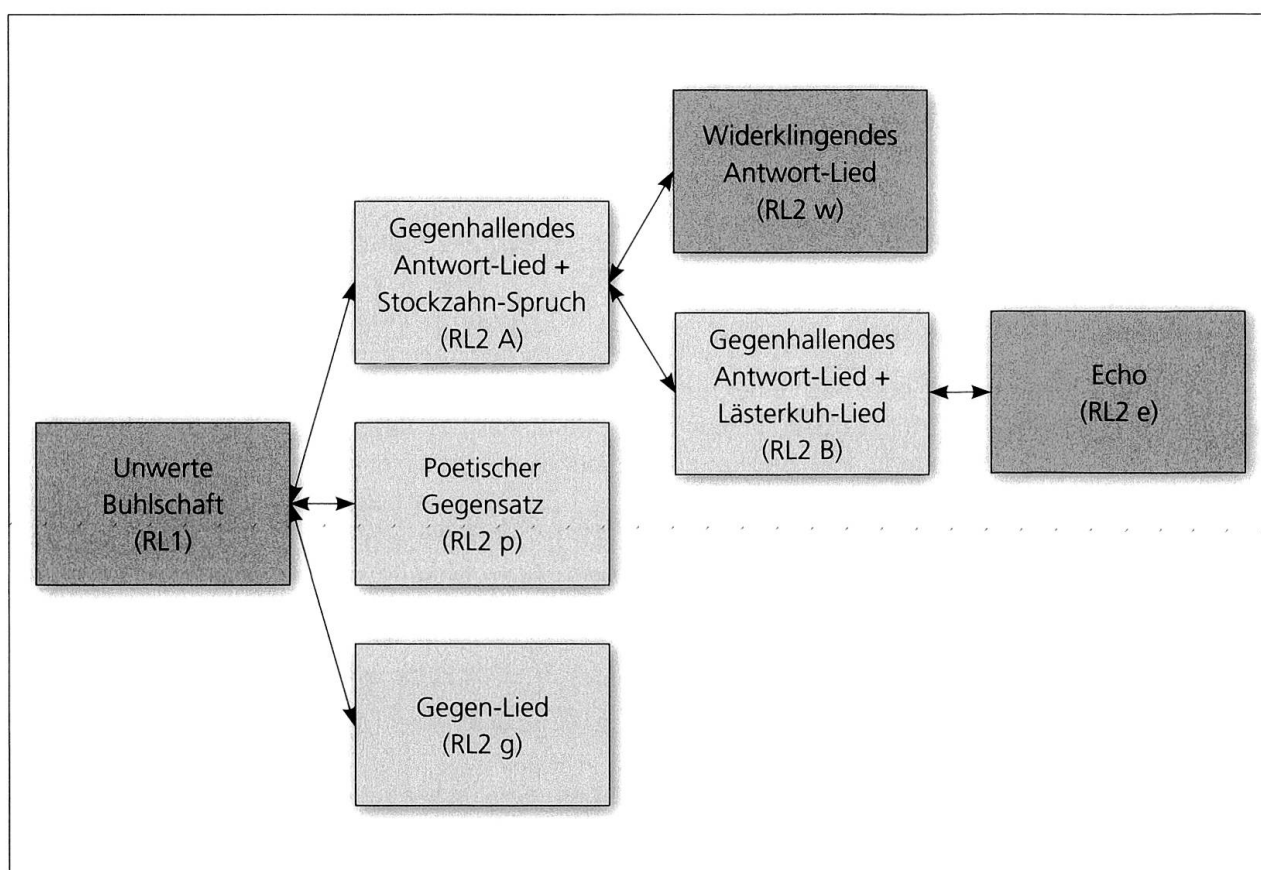 Widerklingendes
Antwort-Lied
(RL2 w)
Gegenhallendes
Antwort-Lied +
Stockzahn-Spruch
(RL2 A)
Gegenhallendes
Antwort-Lied +
Lästerkuh-Lied
(RL2 B)
Echo
(RL2 e)
Unwerte
Buhlschaft
(RL1)
Poetischer
Gegensatz
(RL2 p)
Gegen-Lied
(RL2 g)